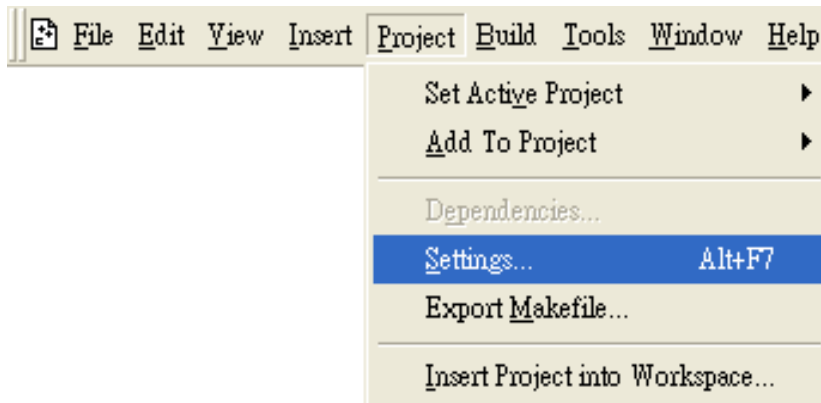 File Edit View Insert Project Build Tools Window Help
Set Active Project
Add To Project
Dependencies...
Settings... Alt+F7
Export Makefile...
Insert Project into Workspace...